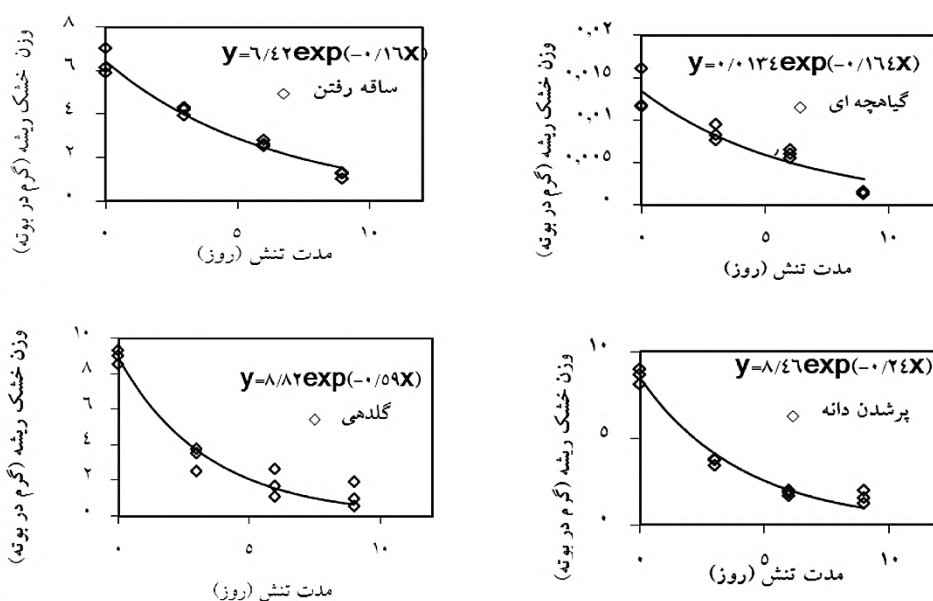 وزن خشک ریشه (گرم در بوته)
۸
۶
۴
۲
۰
y=۶/۴۲exp(-۰/۱۶x)
ساقه رفتن
۰
۵
۱۰
مدت تنش (روز)
وزن خشک ریشه (گرم در بوته)
۰,۰۲
۰,۰۱۵
۰,۰۱
۰,۰۰۵
۰
y=۰/۰۱۳٤exp(-۰/۱۶٤x)
گیاهچه ای
۰
۵
۱۰
مدت تنش (روز)
وزن خشک ریشه (گرم در بوته)
۱۰
۸
۶
۴
۲
۰
y=۸/۸۲exp(-۰/۵۹x)
گلدهی
۰
۵
۱۰
مدت تنش (روز)
وزن خشک ریشه (گرم در بوته)
۱۰
۵
۰
y=۸/٤۶exp(-۰/۲٤x)
پرشدن دانه
۰
۵
۱۰
مدت تنش (روز)